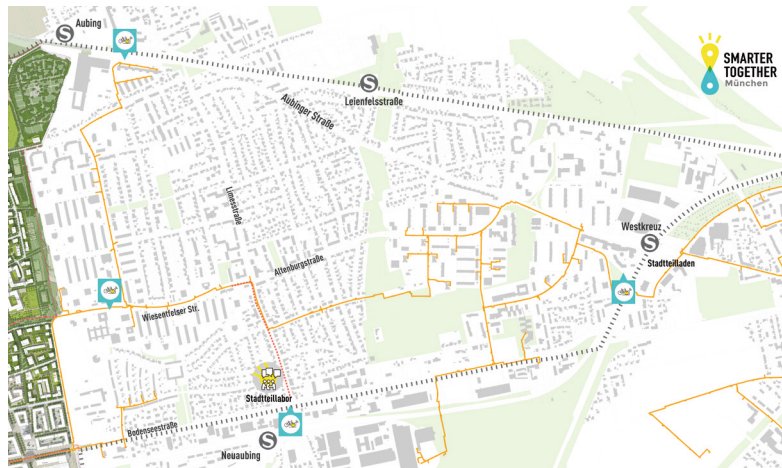 Aubing
S
SMARTER
TOGETHER
München
S
Leienfelsstraße
Aubinger Straße
Limesstraße
Westkreuz
S
Stadtteilladen
Altenburgstraße
Wiesentfelser Str.
Stadtteillabor
Bodenseestraße
S
Neuaubing